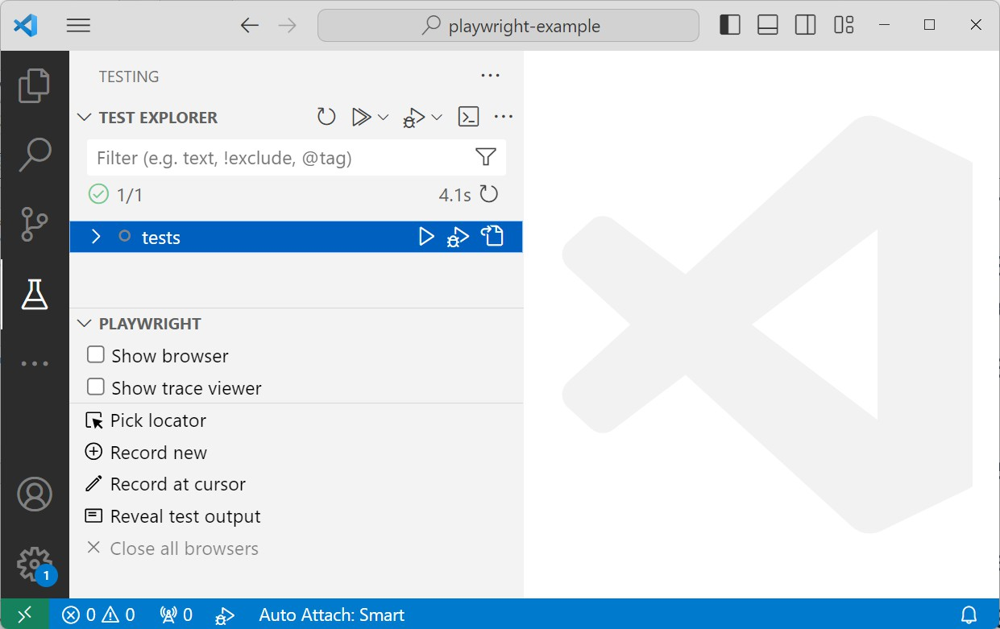 playwright-example
TESTING
TEST EXPLORER
Filter (e.g. text, !exclude, @tag)
1/1 4.1s
tests
PLAYWRIGHT
Show browser
Show trace viewer
Pick locator
Record new
Record at cursor
Reveal test output
Close all browsers
1
0 0 0 Auto Attach: Smart